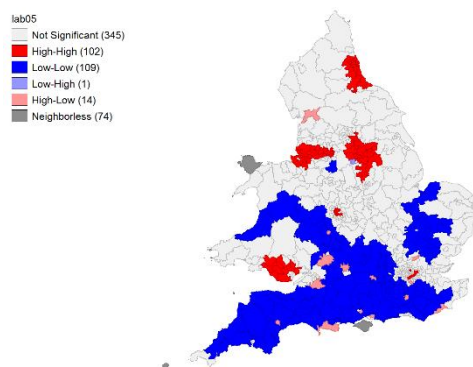 lab05
Not Significant (345)
High-High (102)
Low-Low (109)
Low-High (1)
High-Low (14)
Neighborless (74)